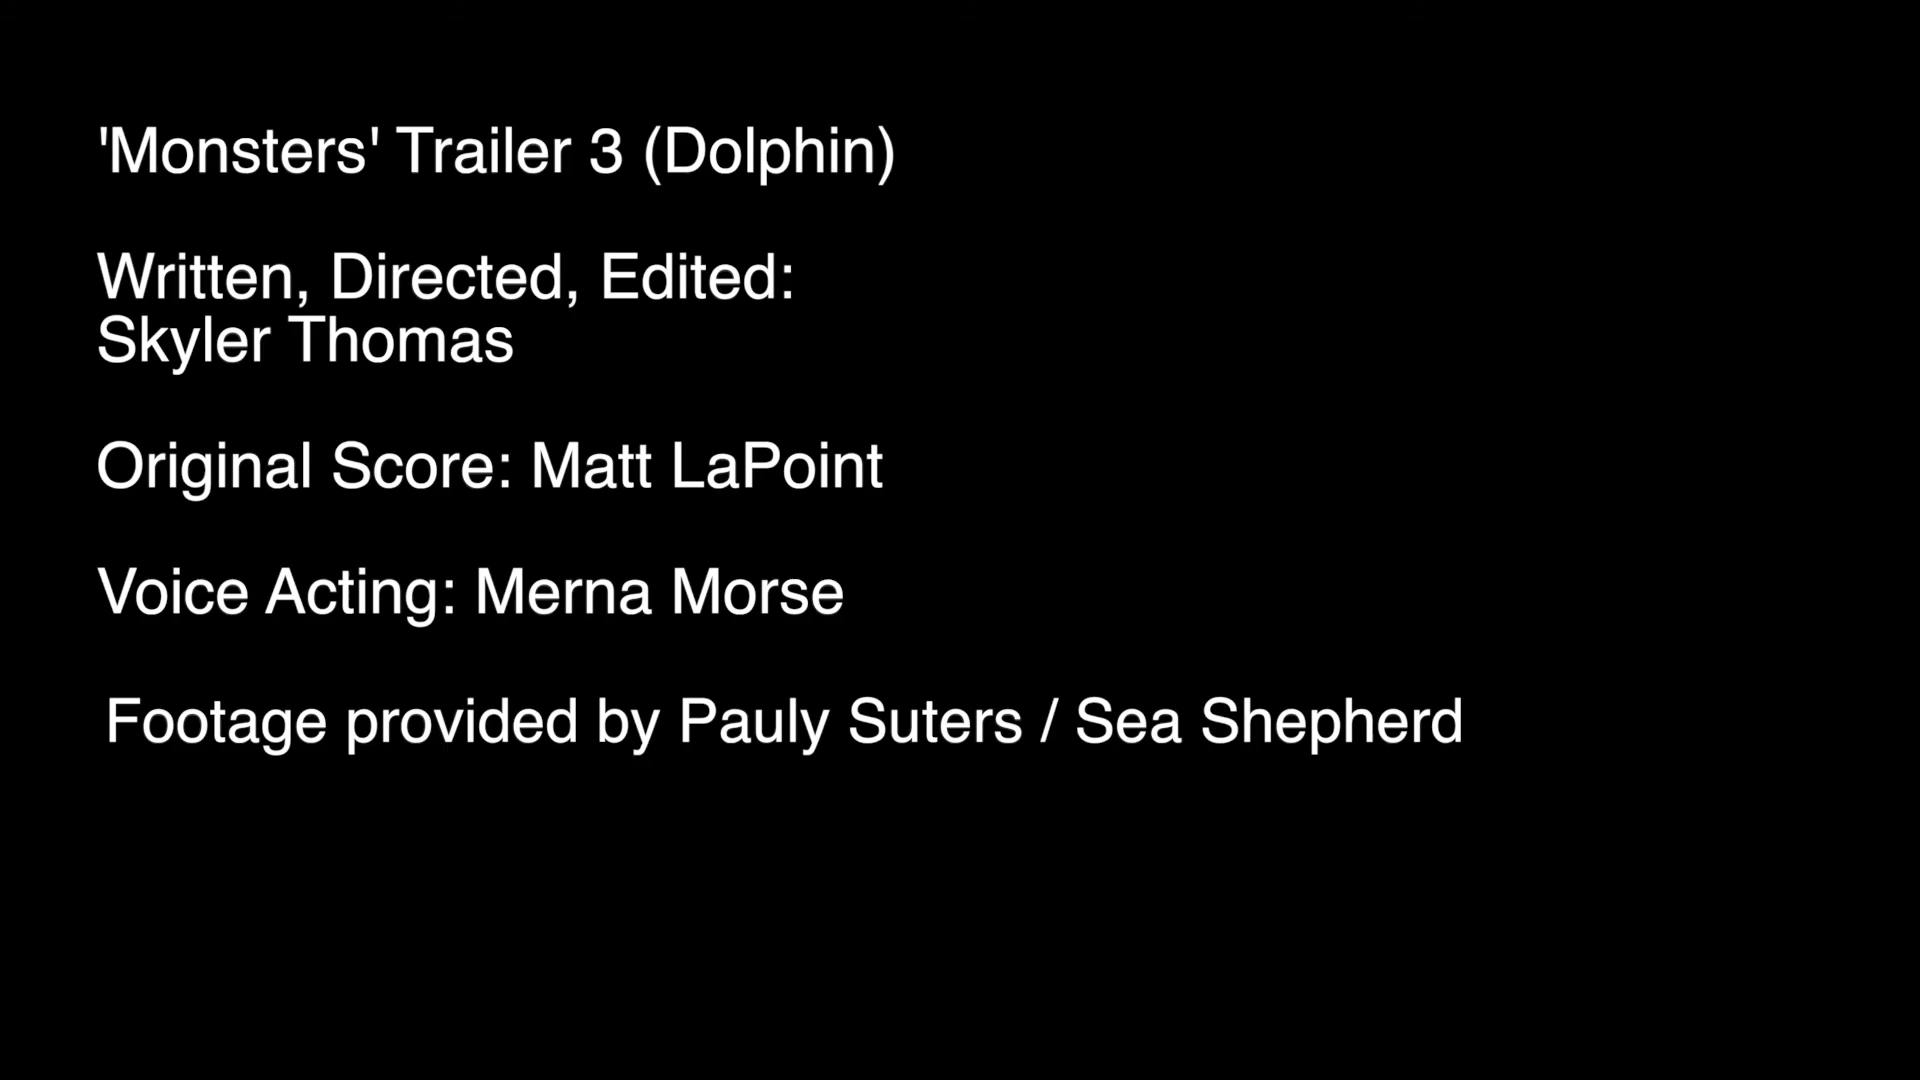 'Monsters' Trailer 3 (Dolphin)
Written, Directed, Edited:
Skyler Thomas
Original Score: Matt LaPoint
Voice Acting: Merna Morse
Footage provided by Pauly Suters / Sea Shepherd